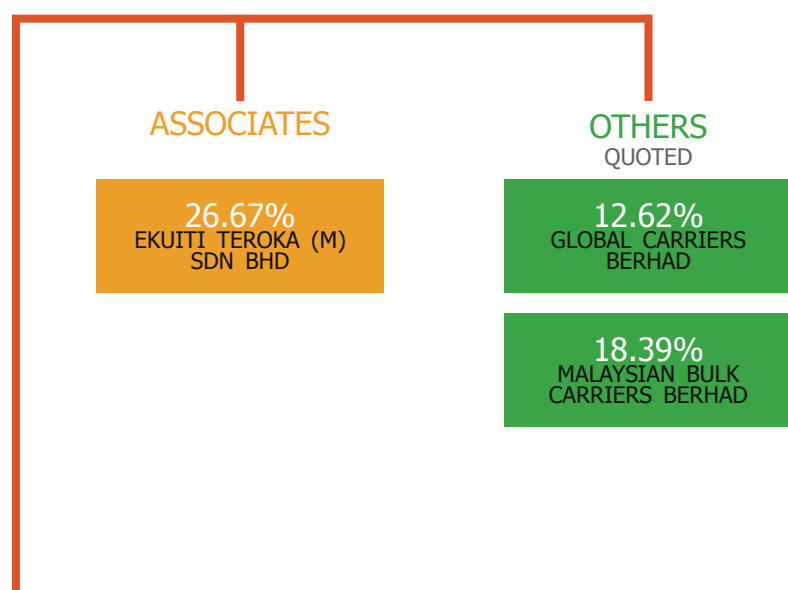 ASSOCIATES
26.67%
EKUITI TEROKA (M)
SDN BHD
OTHERS
QUOTED
12.62%
GLOBAL CARRIERS
BERHAD
18.39%
MALAYSIAN BULK
CARRIERS BERHAD